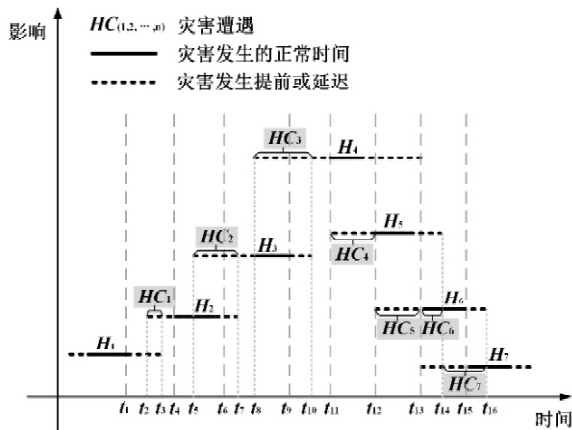 影响
HC(1,2,…,n) 灾害遭遇
灾害发生的正常时间
灾害发生提前或延迟
HC3
H4
HC2
H3
H5
HC4
HC1
H2
HC5
HC6
H6
H1
H7
HC7
t1 t2 t3 t4 t5 t6 t7 t8 t9 t10 t11 t12 t13 t14 t15 t16
时间